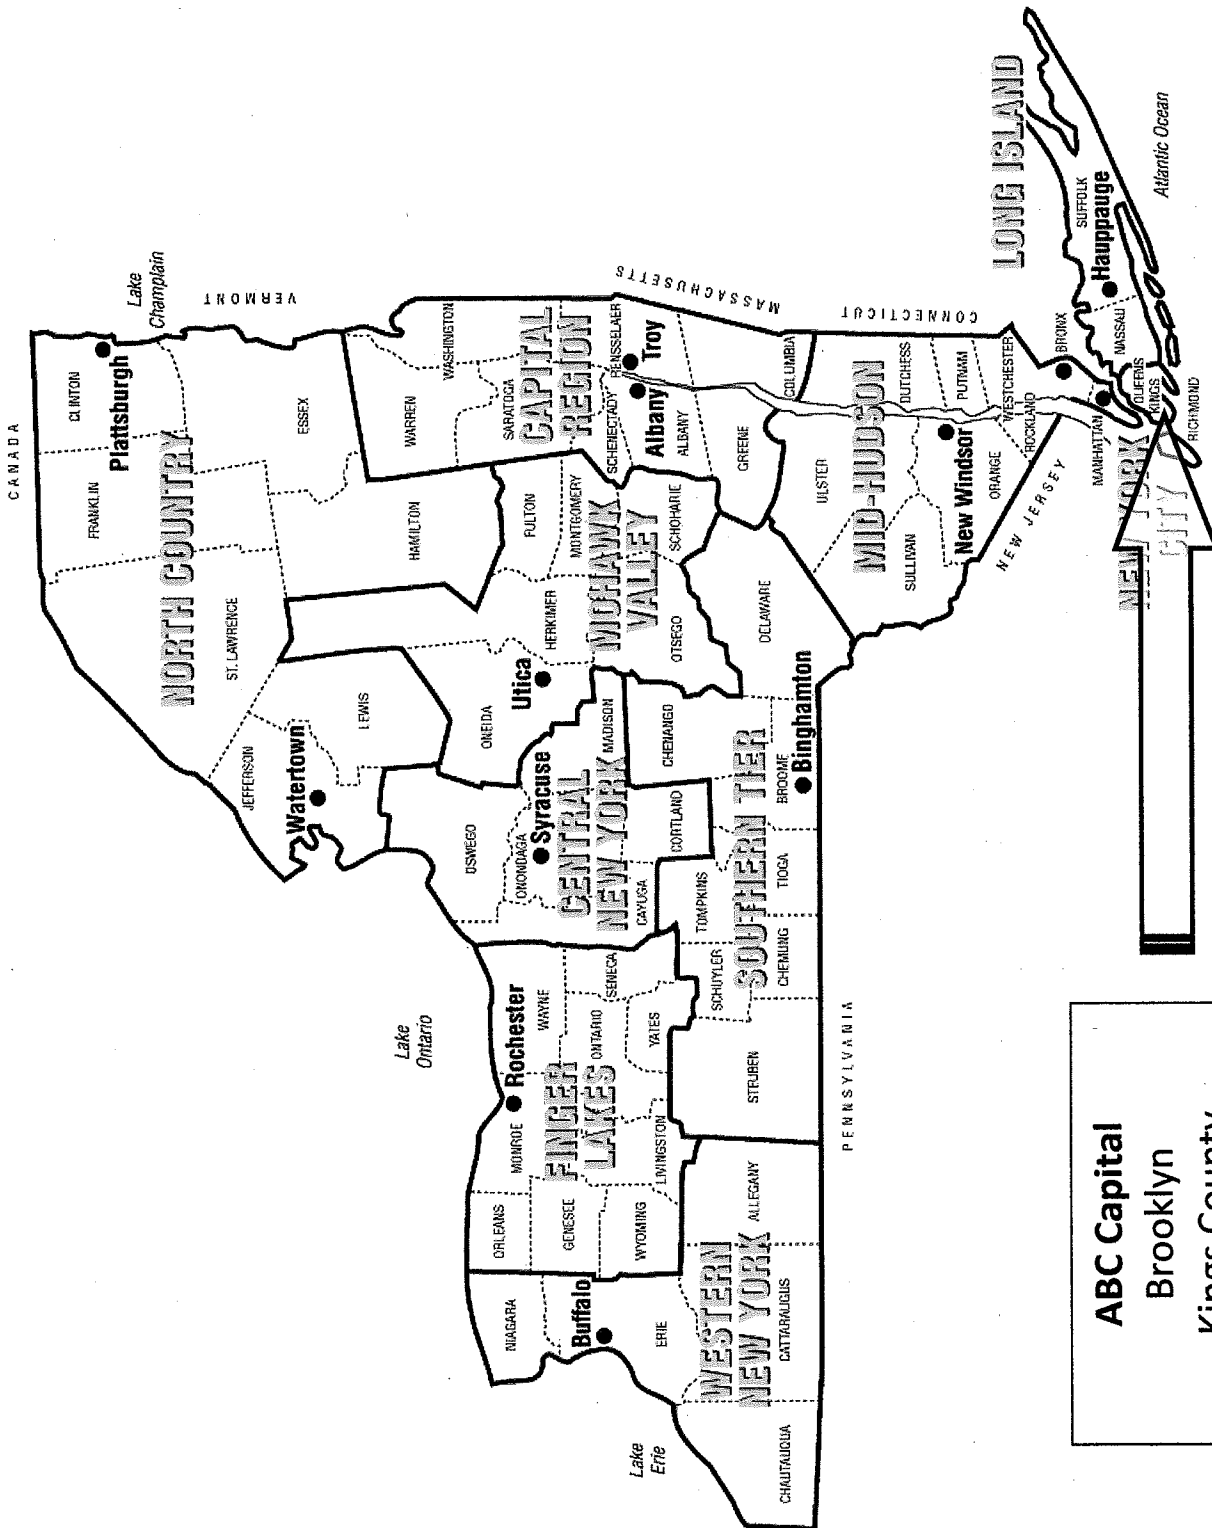 CANADA
Lake
Champlain
CLINTON
Plattsburgh
FRANKLIN
VERMONT
ESSEX
NORTH COUNTRY
ST. LAWRENCE
HAMILTON
JEFFERSON
Watertown
LEWIS
WARREN
WASHINGTON
SARATOGA
CAPITAL
REGION
FULTON
MONTGOMERY
SCHENECTADY
RENSSELAER
Troy
Albany
ALBANY
MASSACHUSETTS
HERKIMER
MOHAWK
VALLEY
SCHOHARIE
OTSEGO
GREENE
COLUMBIA
Utica
ONEIDA
OSWEGO
ONONDAGA
Syracuse
MADISON
CENTRAL
NEW YORK
CAYUGA
CORTLAND
CHENANGO
DELAWARE
Lake
Ontario
Rochester
WAYNE
MONROE
SENECA
ONTARIO
YATES
FINGER
LAKES
LIVINGSTON
ORLEANS
GENESEE
WYOMING
TOMPKINS
SCHUYLER
SOUTHERN TIER
BROOME
TIOGA
CHEMUNG
Binghamton
STEUBEN
NIAGARA
Buffalo
ERIE
WESTERN
NEW YORK
ALLEGANY
CATTARAUGUS
CHAUTAUQUA
Lake
Erie
PENNSYLVANIA
ULSTER
DUTCHESS
MID-HUDSON
SULLIVAN
New Windsor
ORANGE
PUTNAM
WESTCHESTER
ROCKLAND
CONNECTICUT
NEW JERSEY
LONG ISLAND
SUFFOLK
Hauppauge
NASSAU
BRONX
MANHATTAN
QUEENS
KINGS
RICHMOND
NEW YORK
CITY
Atlantic Ocean
ABC Capital
Brooklyn
Kings County